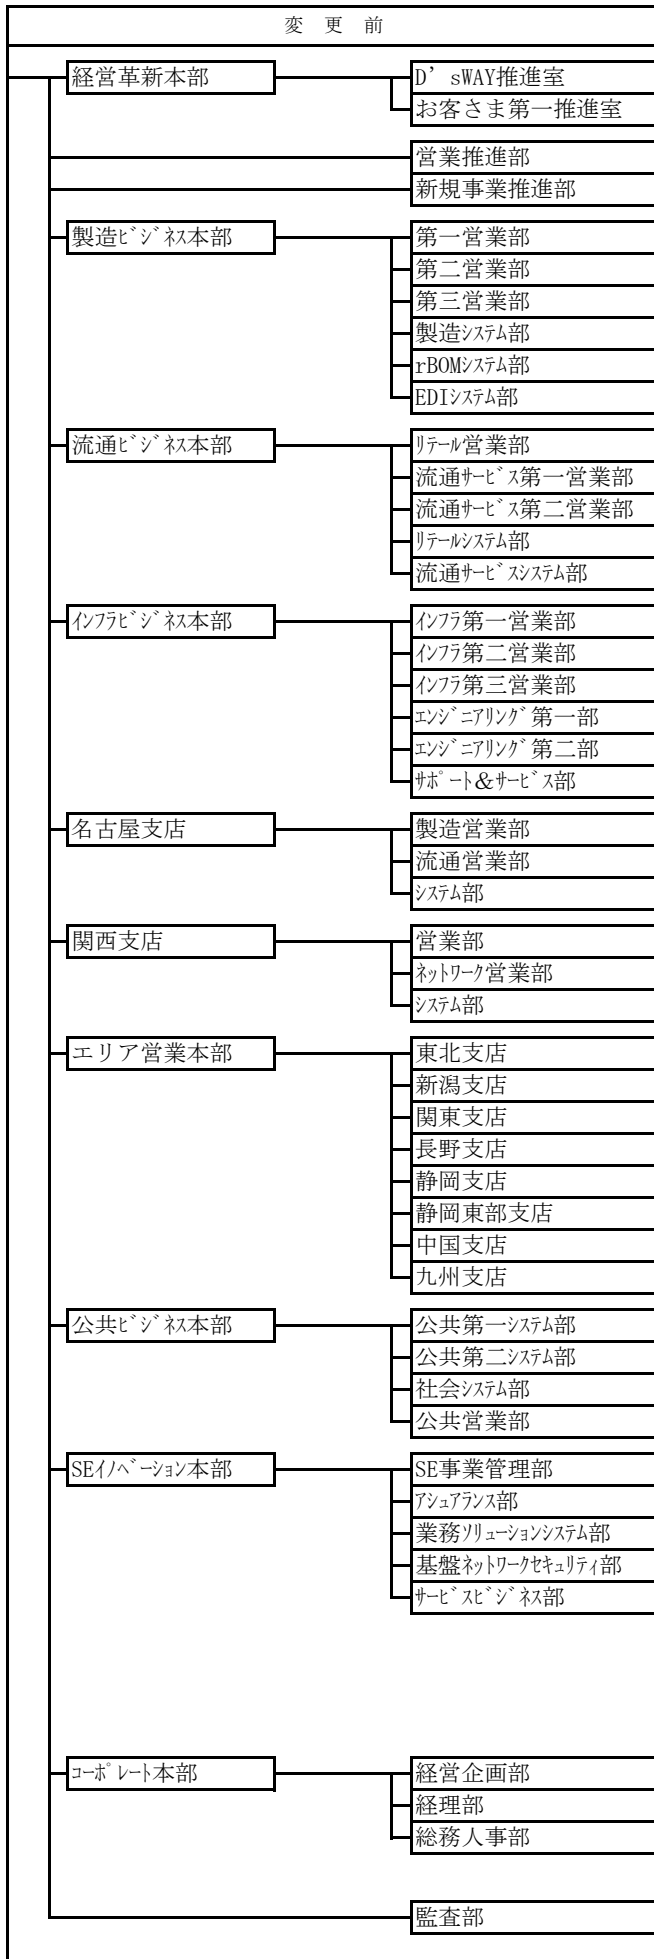 変 更 前
経営革新本部
D’sWAY推進室
お客さま第一推進室
営業推進部
新規事業推進部
製造ﾋﾞｼﾞﾈｽ本部
第一営業部
第二営業部
第三営業部
製造ｼｽﾃﾑ部
rBOMｼｽﾃﾑ部
EDIｼｽﾃﾑ部
流通ﾋﾞｼﾞﾈｽ本部
ﾘﾃｰﾙ営業部
流通ｻｰﾋﾞｽ第一営業部
流通ｻｰﾋﾞｽ第二営業部
ﾘﾃｰﾙｼｽﾃﾑ部
流通ｻｰﾋﾞｽｼｽﾃﾑ部
ｲﾝﾌﾗﾋﾞｼﾞﾈｽ本部
ｲﾝﾌﾗ第一営業部
ｲﾝﾌﾗ第二営業部
ｲﾝﾌﾗ第三営業部
ｴﾝｼﾞﾆｱﾘﾝｸﾞ第一部
ｴﾝｼﾞﾆｱﾘﾝｸﾞ第二部
ｻﾎﾟｰﾄ＆ｻｰﾋﾞｽ部
名古屋支店
製造営業部
流通営業部
ｼｽﾃﾑ部
関西支店
営業部
ﾈｯﾄﾜｰｸ営業部
ｼｽﾃﾑ部
エリア営業本部
東北支店
新潟支店
関東支店
長野支店
静岡支店
静岡東部支店
中国支店
九州支店
公共ﾋﾞｼﾞﾈｽ本部
公共第一ｼｽﾃﾑ部
公共第二ｼｽﾃﾑ部
社会ｼｽﾃﾑ部
公共営業部
SEｲﾉﾍﾞｰｼｮﾝ本部
SE事業管理部
ｱｼｭｱﾗﾝｽ部
業務ｿﾘｭｰｼｮﾝｼｽﾃﾑ部
基盤ﾈｯﾄﾜｰｸｾｷｭﾘﾃｨ部
ｻｰﾋﾞｽﾋﾞｼﾞﾈｽ部
ｺｰﾎﾟﾚｰﾄ本部
経営企画部
経理部
総務人事部
監査部